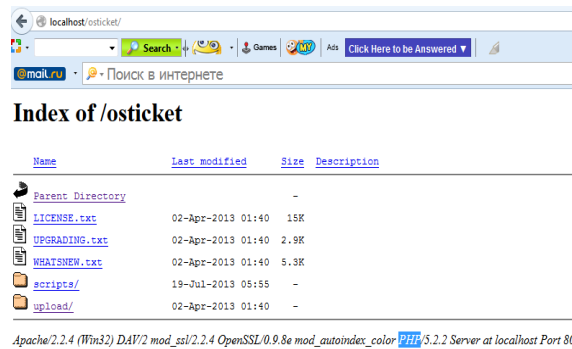 localhost/osticket/
Search Games MY Ads Click Here to be Answered ▼
@mail.ru Поиск в интернете
Index of /osticket
Name Last modified Size Description
Parent Directory -
LICENSE.txt 02-Apr-2013 01:40 15K
UPGRADING.txt 02-Apr-2013 01:40 2.9K
WHATSNEW.txt 02-Apr-2013 01:40 5.3K
scripts/ 19-Jul-2013 05:55 -
upload/ 02-Apr-2013 01:40 -
Apache/2.2.4 (Win32) DAV/2 mod_ssl/2.2.4 OpenSSL/0.9.8e mod_autoindex_color PHP/5.2.2 Server at localhost Port 80